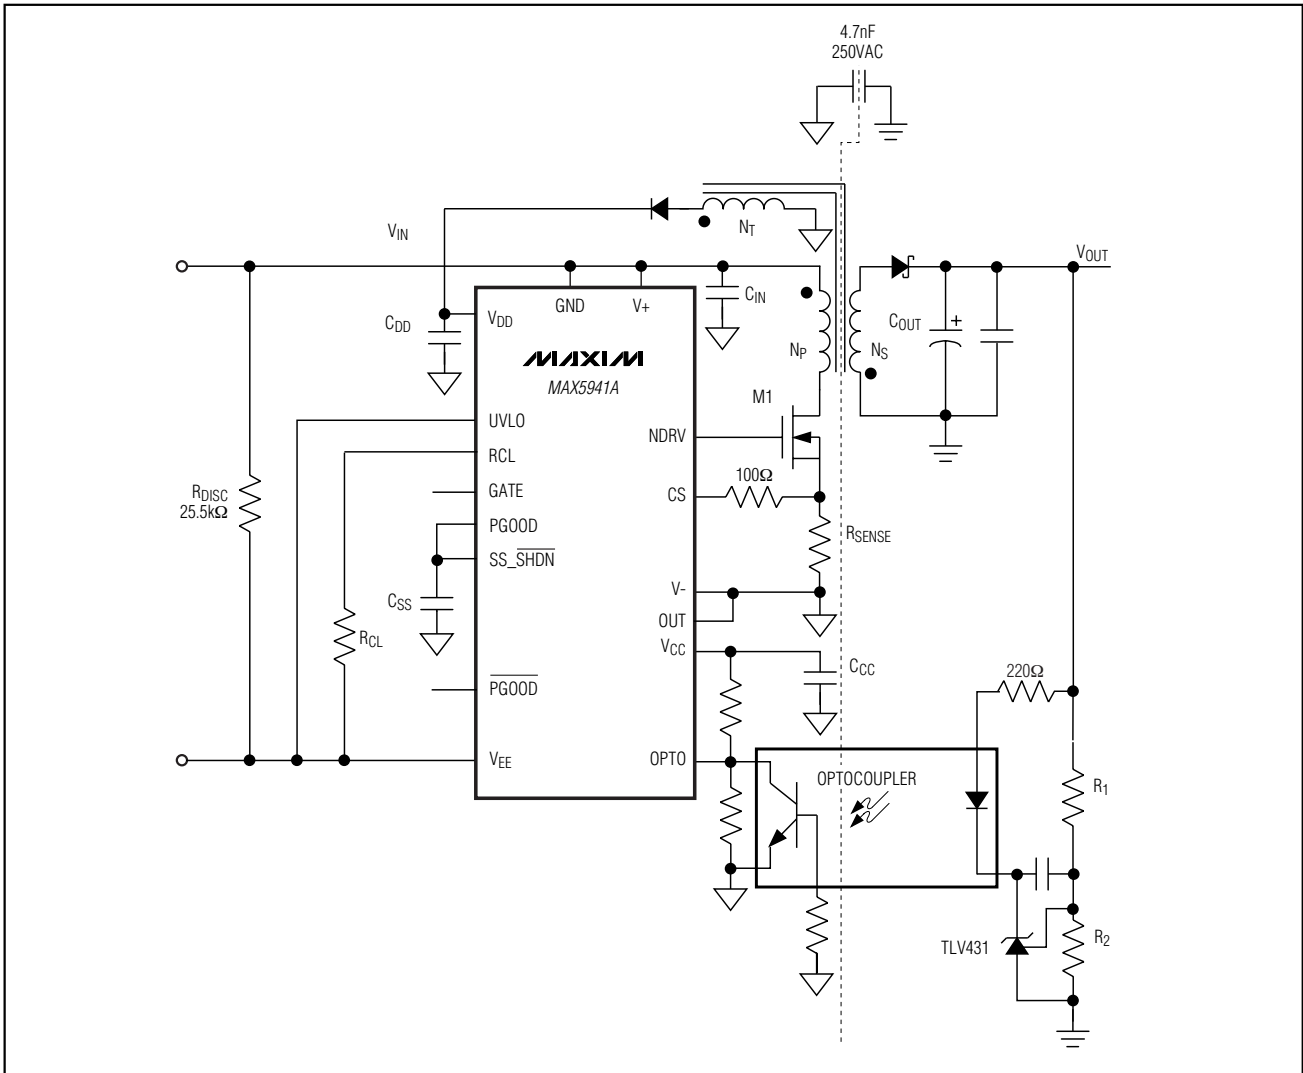 4.7nF
250VAC
VIN
NT
VOUT
CDD
VDD
GND
V+
CIN
COUT
+
MAXIM
MAX5941A
NP
NS
M1
UVLO
NDRV
RCL
100Ω
RDISC
25.5kΩ
GATE
CS
PGOOD
RSENSE
SS_SHDN
V-
CSS
OUT
RCL
VCC
CCC
220Ω
PGOOD
VEE
OPTO
OPTOCOUPLER
R1
TLV431
R2